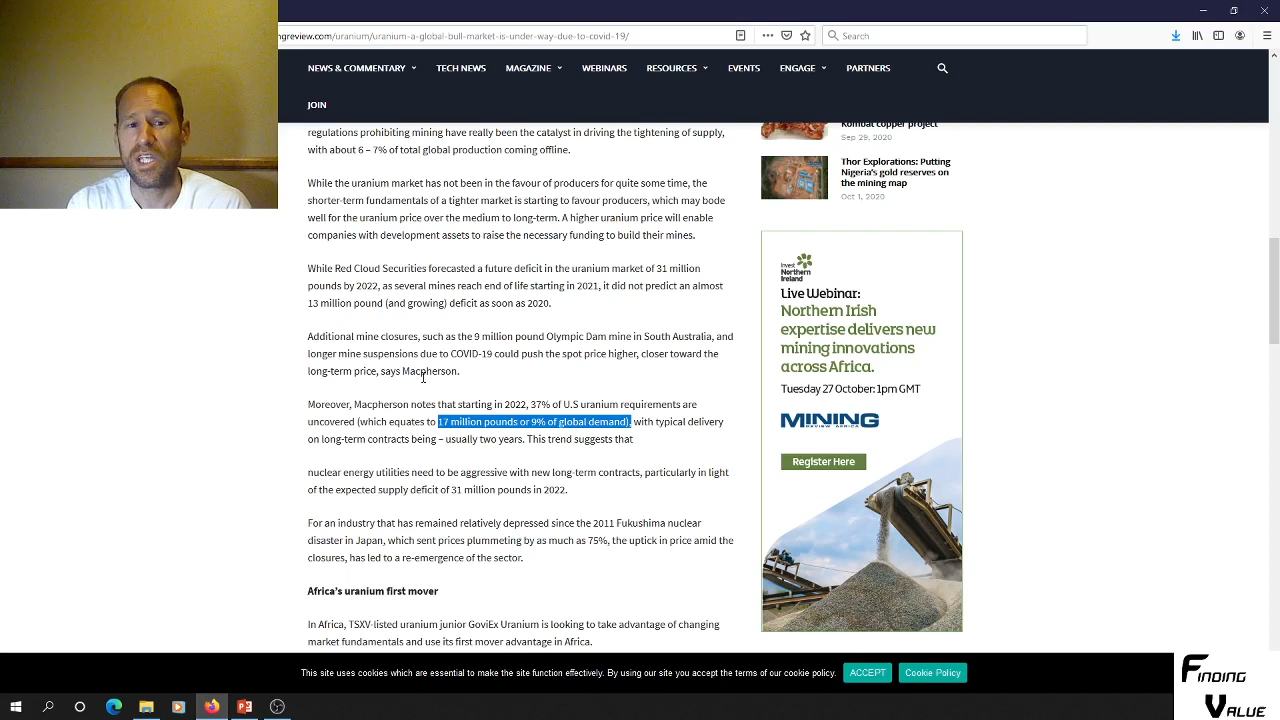 ngreview.com/uranium/uranium-a-global-bull-market-is-under-way-due-to-covid-19/
Search
NEWS & COMMENTARY
TECH NEWS
MAGAZINE
WEBINARS
RESOURCES
EVENTS
ENGAGE
PARTNERS
JOIN
regulations prohibiting mining have really been the catalyst in driving the tightening of supply,
with about 6 – 7% of total global production coming offline.
While the uranium market has not been in the favour of producers for quite some time, the
shorter-term fundamentals of a tighter market is starting to favour producers, which may bode
well for the uranium price over the medium to long-term. A higher uranium price will enable
companies with development assets to raise the necessary funding to build their mines.
While Red Cloud Securities forecasted a future deficit in the uranium market of 31 million
pounds by 2022, as several mines reach end of life starting in 2021, it did not predict an almost
13 million pound (and growing) deficit as soon as 2020.
Additional mine closures, such as the 9 million pound Olympic Dam mine in South Australia, and
longer mine suspensions due to COVID-19 could push the spot price higher, closer toward the
long-term price, says Macpherson.
Moreover, Macpherson notes that starting in 2022, 37% of U.S uranium requirements are
uncovered (which equates to 17 million pounds or 9% of global demand), with typical delivery
on long-term contracts being – usually two years. This trend suggests that
nuclear energy utilities need to be aggressive with new long-term contracts, particularly in light
of the expected supply deficit of 31 million pounds in 2022.
For an industry that has remained relatively depressed since the 2011 Fukushima nuclear
disaster in Japan, which sent prices plummeting by as much as 75%, the uptick in price amid the
closures, has led to a re-emergence of the sector.
Africa's uranium first mover
In Africa, TSXV-listed uranium junior GoviEx Uranium is looking to take advantage of changing
market fundamentals and use its first mover advantage in Africa.
Kombat copper project
Sep 29, 2020
Thor Explorations: Putting
Nigeria's gold reserves on
the mining map
Oct 1, 2020
Invest
Northern
Ireland
Live Webinar:
Northern Irish
expertise delivers new
mining innovations
across Africa.
Tuesday 27 October: 1pm GMT
MINING
REVIEW AFRICA
Register Here
This site uses cookies which are essential to make the site function effectively. By using our site you accept the terms of our cookie policy.
ACCEPT
Cookie Policy
FINDING
VALUE